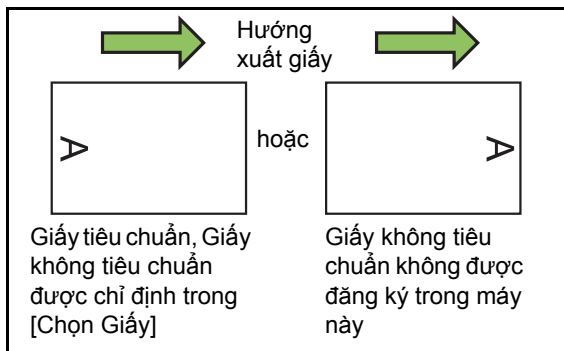 Hướng
xuất giấy
A
hoặc
A
Giấy tiêu chuẩn, Giấy
không tiêu chuẩn
được chỉ định trong
[Chọn Giấy]
Giấy không tiêu
chuẩn không được
đăng ký trong máy
này